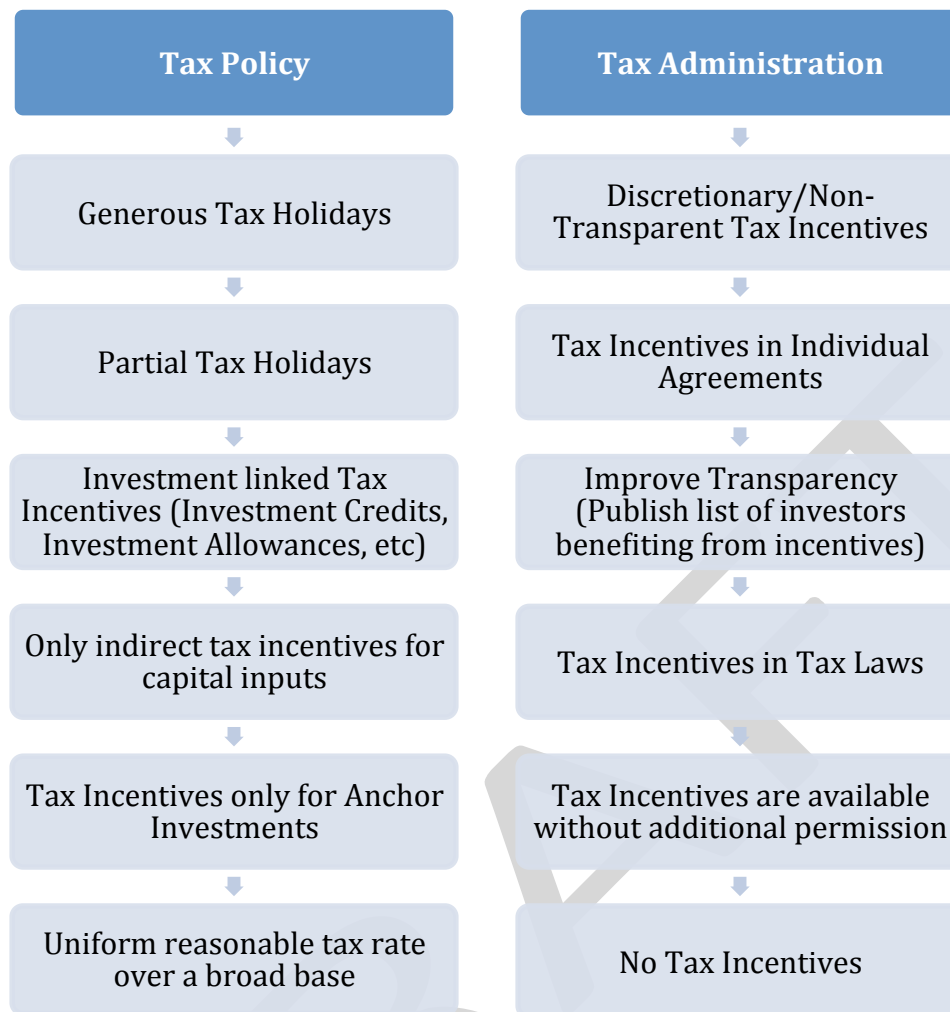 Tax Policy
Generous Tax Holidays
Partial Tax Holidays
Investment linked Tax
Incentives (Investment Credits,
Investment Allowances, etc)
Only indirect tax incentives for
capital inputs
Tax Incentives only for Anchor
Investments
Uniform reasonable tax rate
over a broad base
Tax Administration
Discretionary/Non-
Transparent Tax Incentives
Tax Incentives in Individual
Agreements
Improve Transparency
(Publish list of investors
benefiting from incentives)
Tax Incentives in Tax Laws
Tax Incentives are available
without additional permission
No Tax Incentives